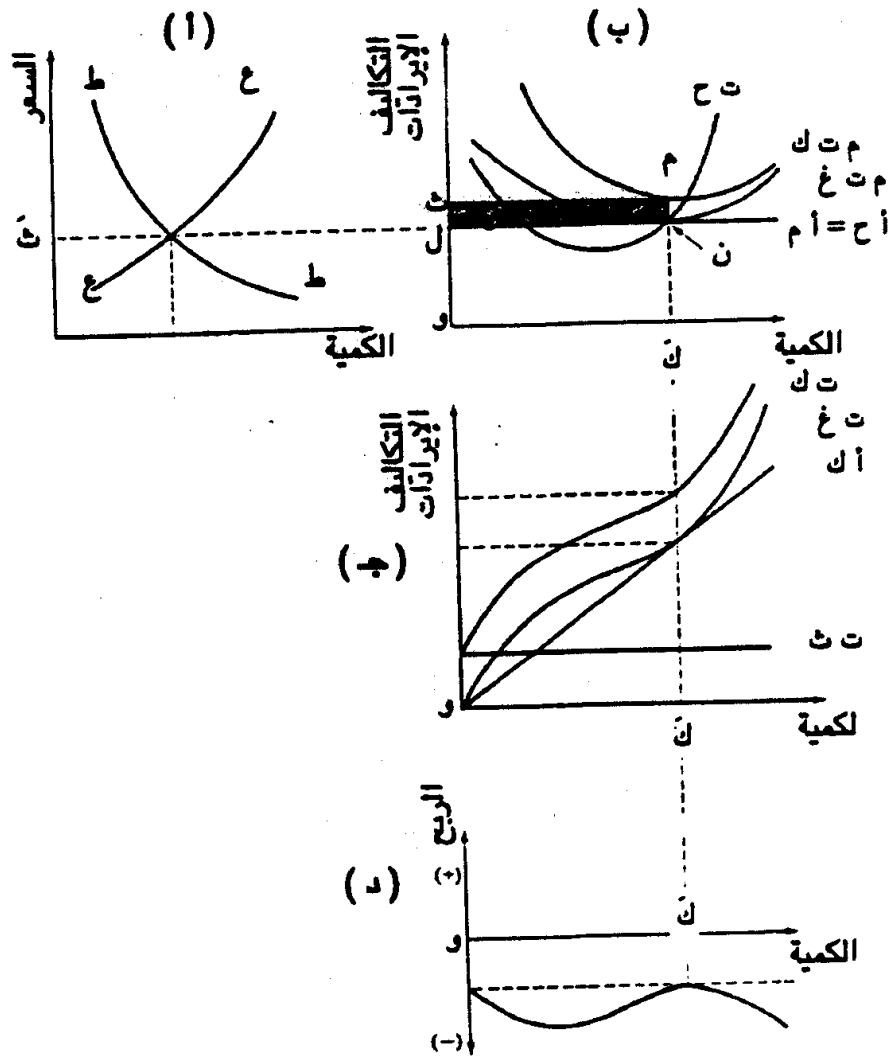 (أ)
السعر
ط
ع
ع
ط
الكمية
(ب)
التكاليف
الإيرادات
ت ح
م
م ت ك
م ت غ
أ ح = أ م
ل
ن
و
كَ
الكمية
(جـ)
التكاليف
الإيرادات
ت ك
ت غ
أ ك
ت ث
و
كَ
لكمية
(د)
الربح
(+)
و
كَ
الكمية
(-)